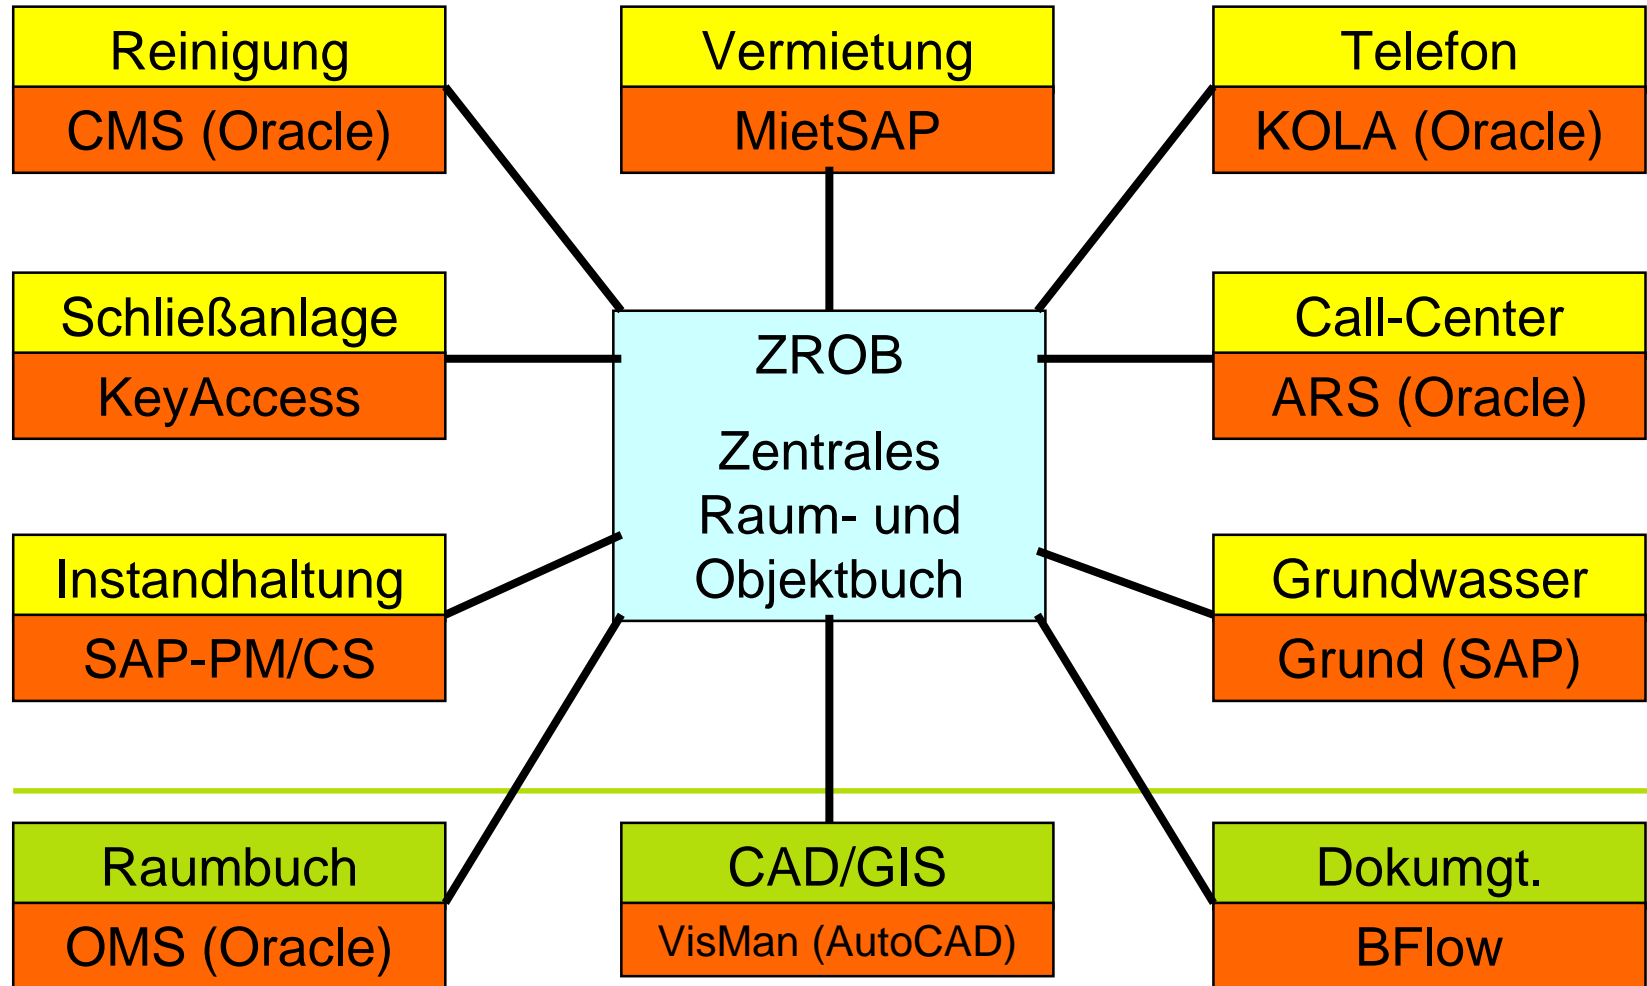 Reinigung
CMS (Oracle)
Vermietung
MietSAP
Telefon
KOLA (Oracle)
Schließanlage
KeyAccess
ZROB
Zentrales
Raum- und
Objektbuch
Call-Center
ARS (Oracle)
Instandhaltung
SAP-PM/CS
Grundwasser
Grund (SAP)
Raumbuch
OMS (Oracle)
CAD/GIS
VisMan (AutoCAD)
Dokumgt.
BFlow